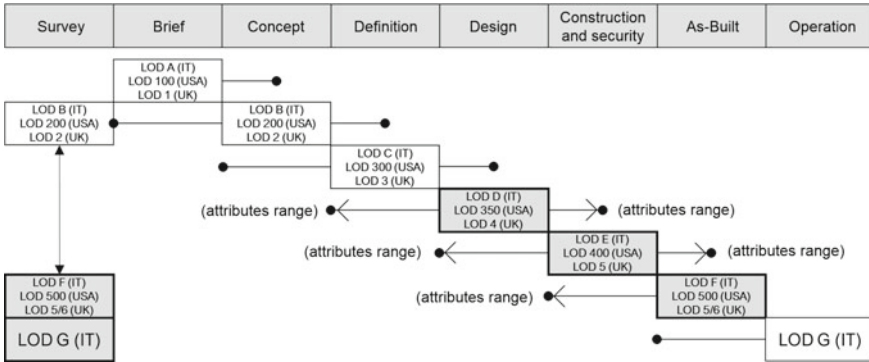 Survey Brief Concept Definition Design Construction and security As-Built Operation
LOD A (IT)
LOD 100 (USA)
LOD 1 (UK)
LOD B (IT)
LOD 200 (USA)
LOD 2 (UK)
LOD B (IT)
LOD 200 (USA)
LOD 2 (UK)
LOD C (IT)
LOD 300 (USA)
LOD 3 (UK)
(attributes range)
LOD D (IT)
LOD 350 (USA)
LOD 4 (UK)
(attributes range)
(attributes range)
LOD E (IT)
LOD 400 (USA)
LOD 5 (UK)
(attributes range)
LOD F (IT)
LOD 500 (USA)
LOD 5/6 (UK)
(attributes range)
LOD F (IT)
LOD 500 (USA)
LOD 5/6 (UK)
LOD G (IT)
LOD G (IT)